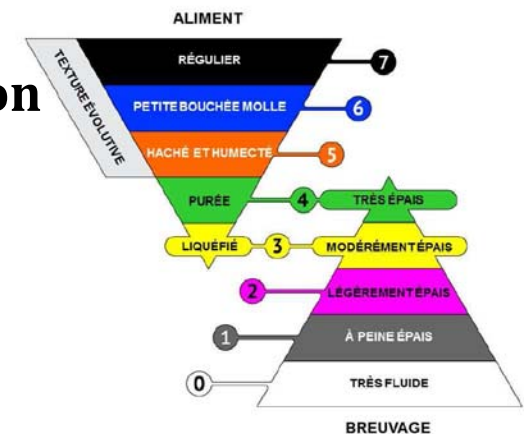 ALIMENT
RÉGULIER 7
on
TEXTURE ÉVOLUTIVE
PETITE BOUCHÉE MOLLE 6
HACHÉ ET HUMECTÉ 5
PURÉE 4 TRÈS ÉPAIS
LIQUÉFIÉ 3 MODÉRÉMENT ÉPAIS
2 LÉGÈREMENT ÉPAIS
1 À PEINE ÉPAIS
0 TRÈS FLUIDE
BREUVAGE